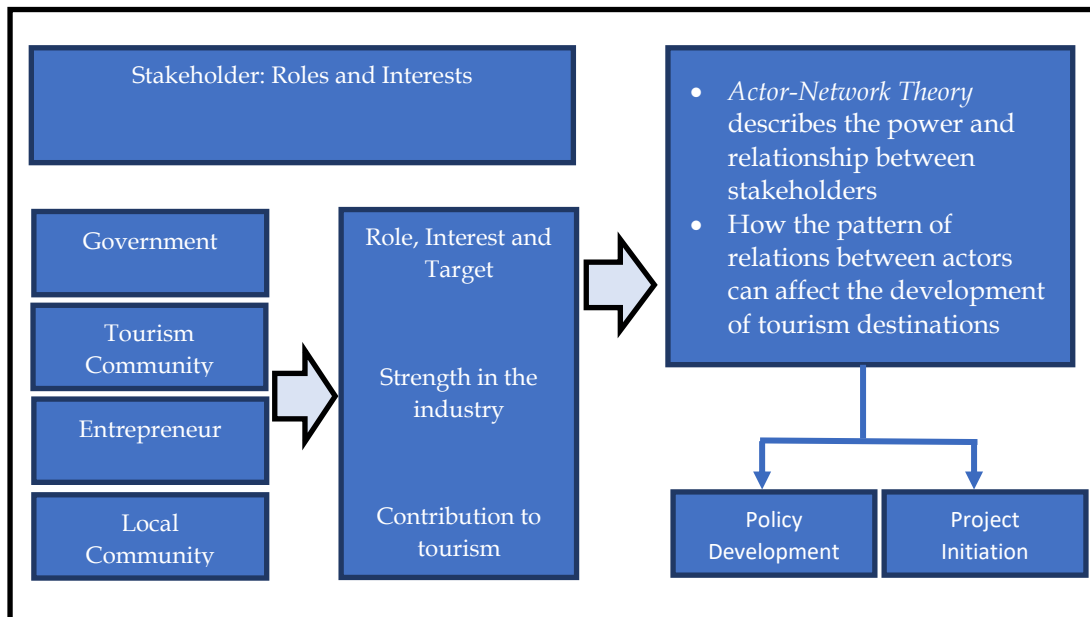 Stakeholder: Roles and Interests
Government
Tourism
Community
Entrepreneur
Local
Community
Role, Interest and
Target
Strength in the
industry
Contribution to
tourism
• Actor-Network Theory
describes the power and
relationship between
stakeholders
• How the pattern of
relations between actors
can affect the development
of tourism destinations
Policy
Development
Project
Initiation